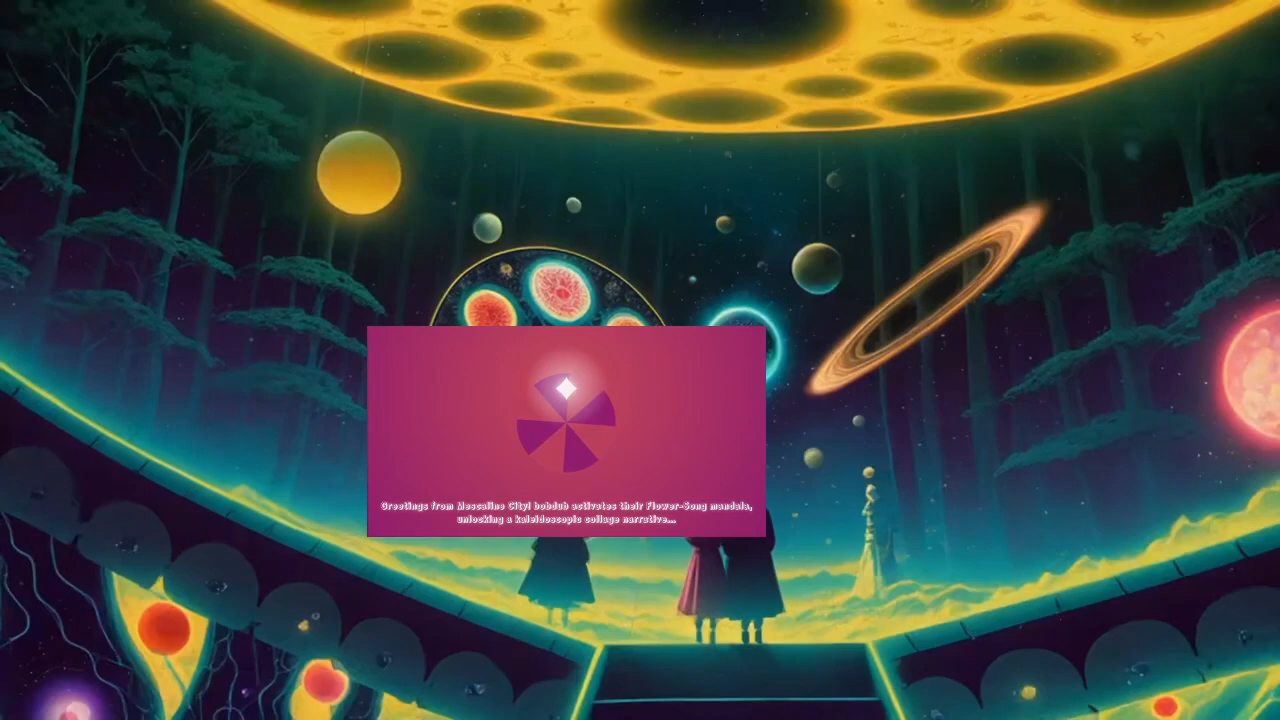 Greetings from Mescaline City! bobdub activates their Flower-Song mandala,
unlocking a kaleidoscopic collage narrative...